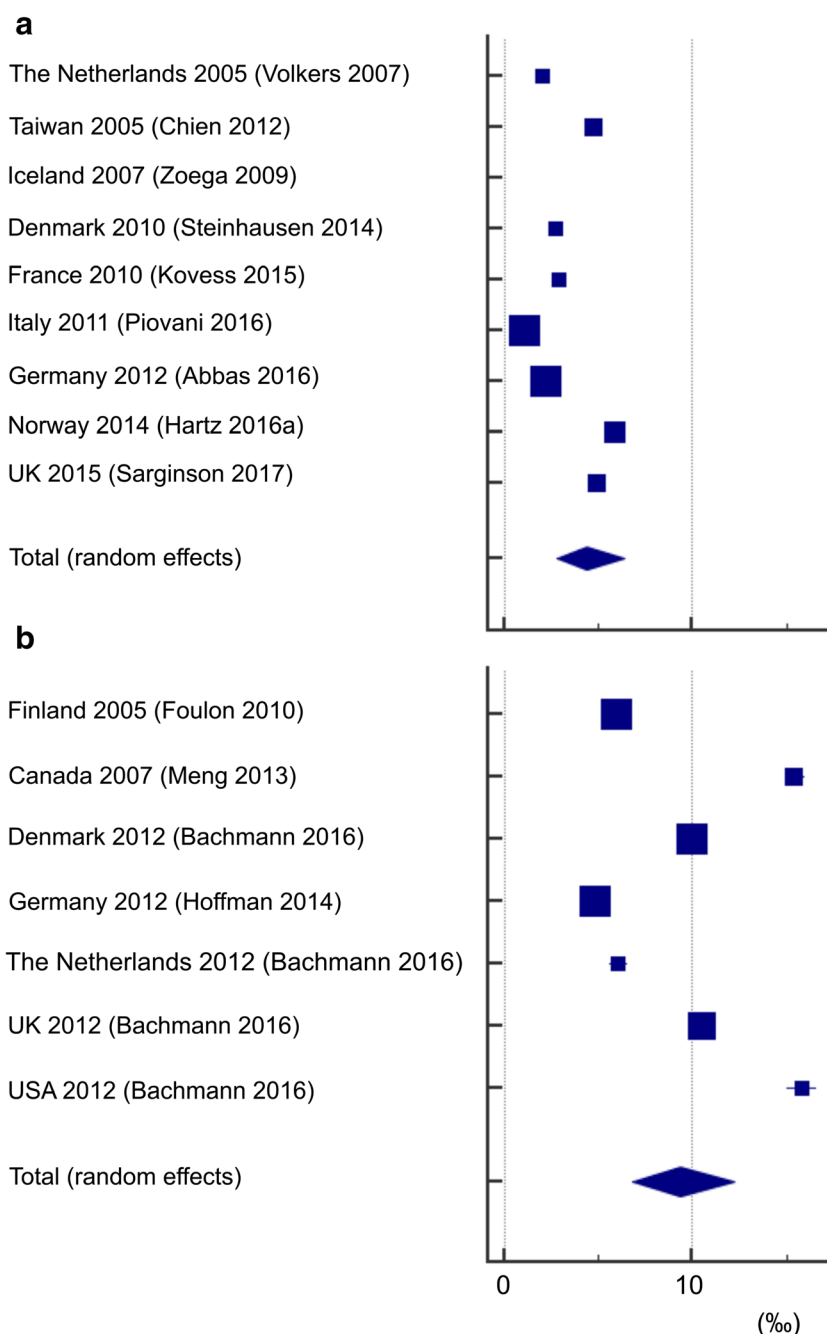 a
The Netherlands 2005 (Volkers 2007)
Taiwan 2005 (Chien 2012)
Iceland 2007 (Zoega 2009)
Denmark 2010 (Steinhausen 2014)
France 2010 (Kovess 2015)
Italy 2011 (Piovani 2016)
Germany 2012 (Abbas 2016)
Norway 2014 (Hartz 2016a)
UK 2015 (Sarginson 2017)
Total (random effects)
b
Finland 2005 (Foulon 2010)
Canada 2007 (Meng 2013)
Denmark 2012 (Bachmann 2016)
Germany 2012 (Hoffman 2014)
The Netherlands 2012 (Bachmann 2016)
UK 2012 (Bachmann 2016)
USA 2012 (Bachmann 2016)
Total (random effects)
0 10
(‰)